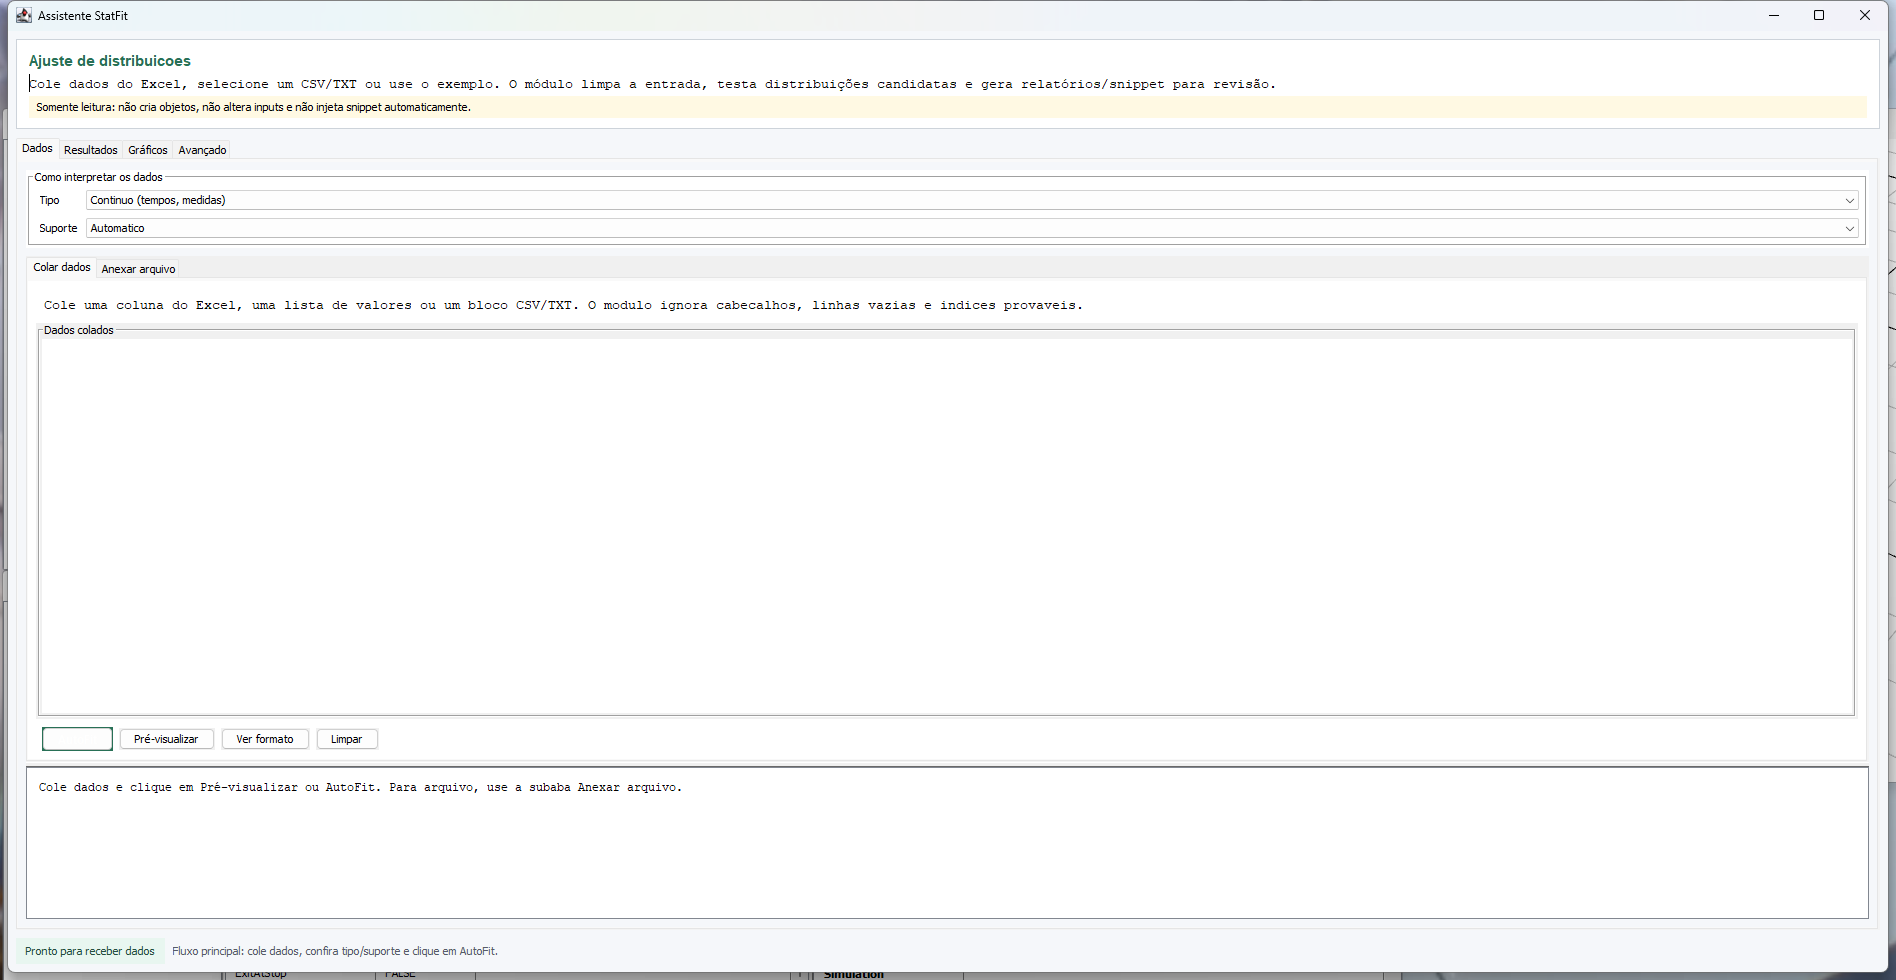 Assistente StatFit
Ajuste de distribuicoes
Cole dados do Excel, selecione um CSV/TXT ou use o exemplo. O módulo limpa a entrada, testa distribuições candidatas e gera relatórios/snippet para revisão.
Somente leitura: não cria objetos, não altera inputs e não injeta snippet automaticamente.
Dados Resultados Gráficos Avançado
Como interpretar os dados
Tipo Continuo (tempos, medidas)
Suporte Automatico
Colar dados Anexar arquivo
Cole uma coluna do Excel, uma lista de valores ou um bloco CSV/TXT. O modulo ignora cabecalhos, linhas vazias e indices provaveis.
Dados colados
Pré-visualizar Ver formato Limpar
Cole dados e clique em Pré-visualizar ou AutoFit. Para arquivo, use a subaba Anexar arquivo.
Pronto para receber dados Fluxo principal: cole dados, confira tipo/suporte e clique em AutoFit.
ExitAtStop FALSE Simulation